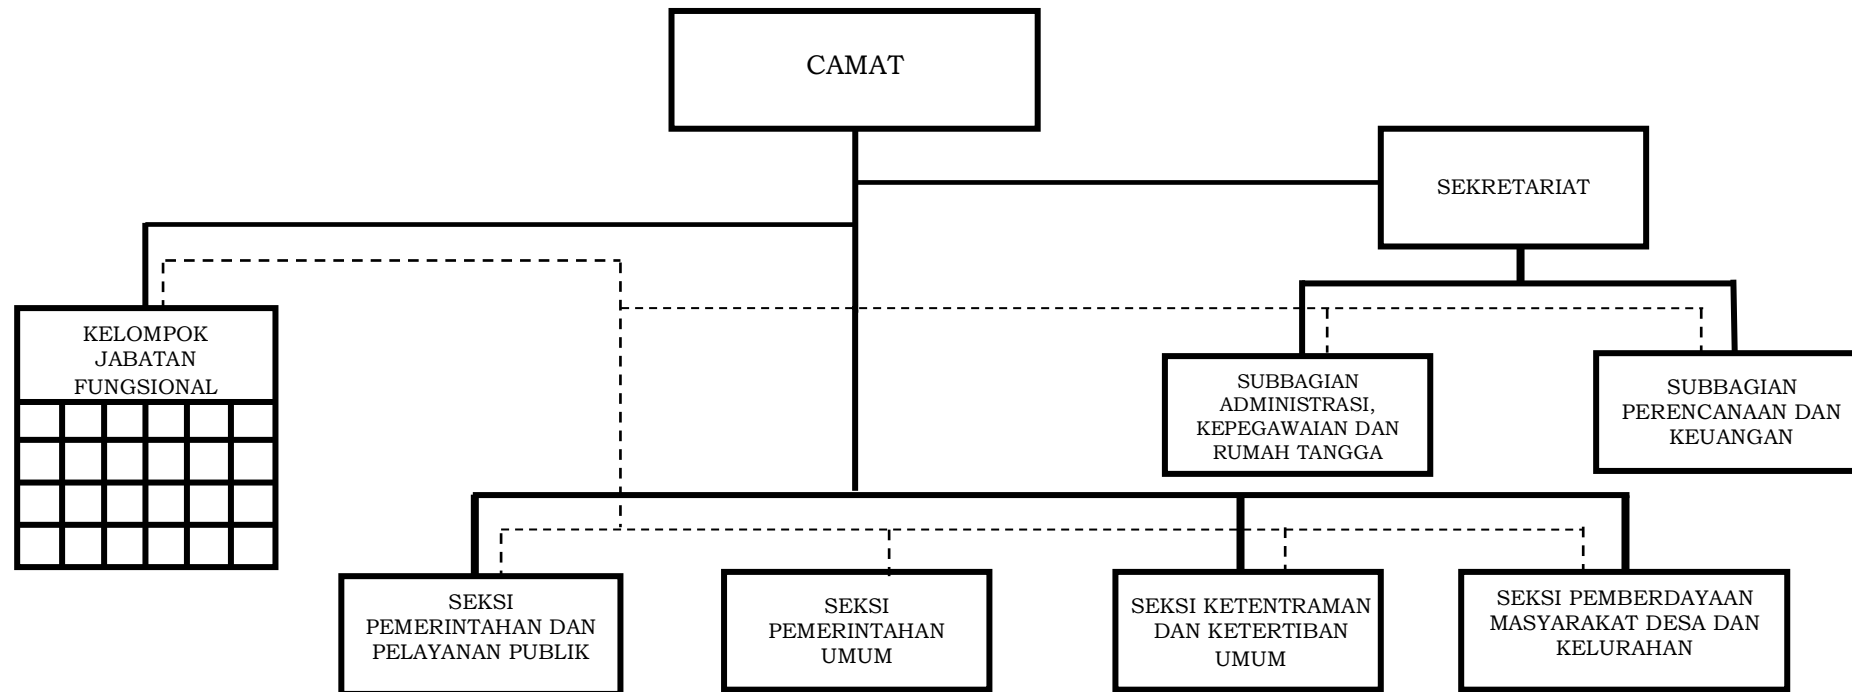 CAMAT
SEKRETARIAT
KELOMPOK
JABATAN
FUNGSIONAL
SUBBAGIAN
ADMINISTRASI,
KEPEGAWAIAN DAN
RUMAH TANGGA
SUBBAGIAN
PERENCANAAN DAN
KEUANGAN
SEKSI
PEMERINTAHAN DAN
PELAYANAN PUBLIK
SEKSI
PEMERINTAHAN
UMUM
SEKSI KETENTRAMAN
DAN KETERTIBAN
UMUM
SEKSI PEMBERDAYAAN
MASYARAKAT DESA DAN
KELURAHAN